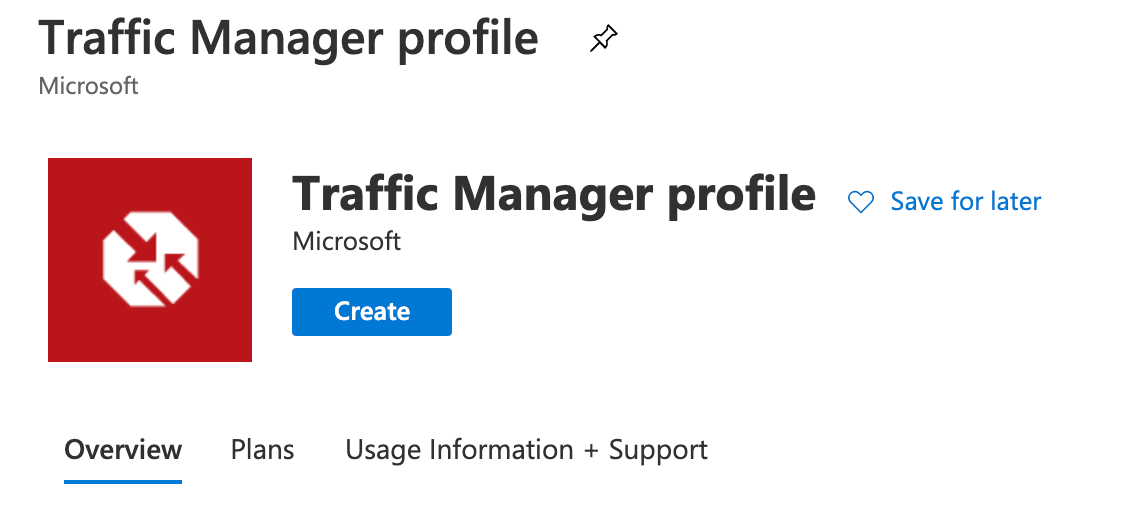 Traffic Manager profile
Microsoft
Traffic Manager profile
Save for later
Microsoft
Create
Overview Plans Usage Information + Support